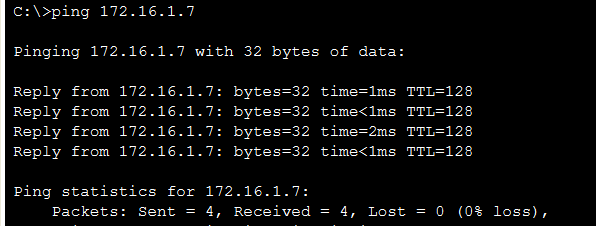 C:\>ping 172.16.1.7
Pinging 172.16.1.7 with 32 bytes of data:
Reply from 172.16.1.7: bytes=32 time=1ms TTL=128
Reply from 172.16.1.7: bytes=32 time<1ms TTL=128
Reply from 172.16.1.7: bytes=32 time=2ms TTL=128
Reply from 172.16.1.7: bytes=32 time<1ms TTL=128
Ping statistics for 172.16.1.7:
Packets: Sent = 4, Received = 4, Lost = 0 (0% loss),